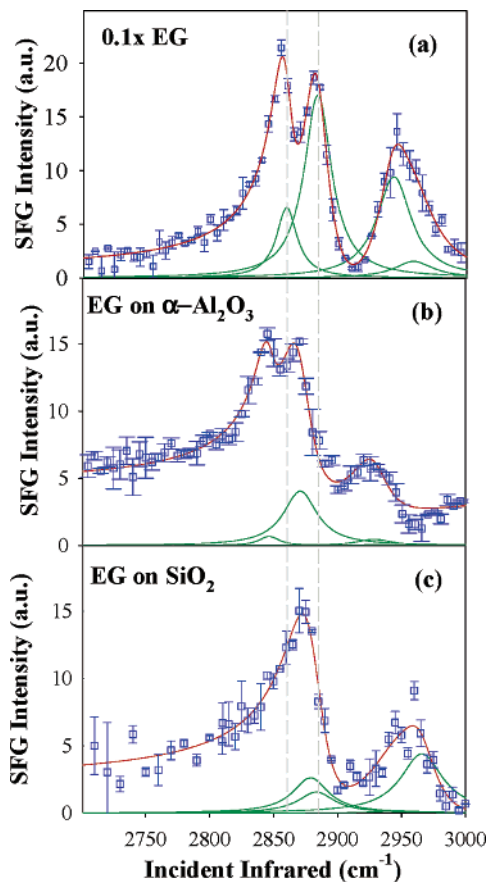 0.1x EG
(a)
SFG Intensity (a.u.)
20
15
10
5
0
EG on α–Al₂O₃
(b)
SFG Intensity (a.u.)
15
10
5
0
EG on SiO₂
(c)
SFG Intensity (a.u.)
15
10
5
0
2750 2800 2850 2900 2950 3000
Incident Infrared (cm⁻¹)